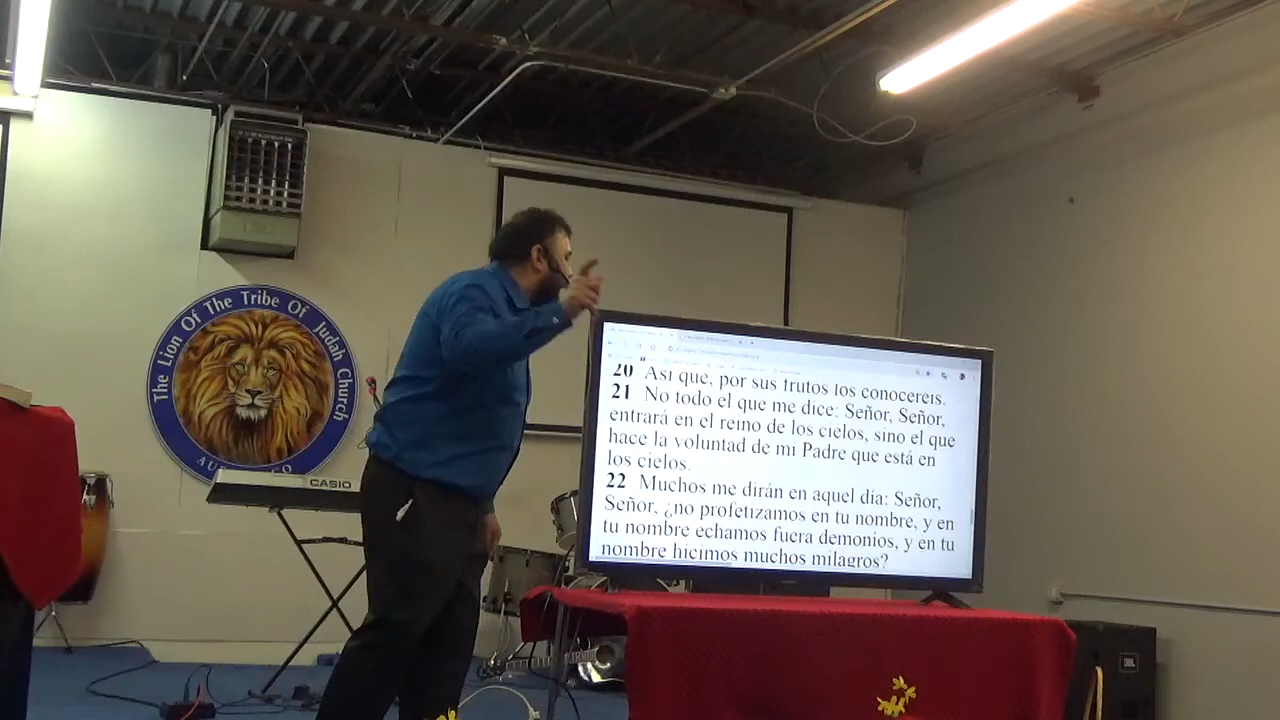 The Lion Of The Tribe Of Judah Church
CASIO
20 Así que, por sus frutos los conoceréis.
21 No todo el que me dice: Señor, Señor,
entrará en el reino de los cielos, sino el que
hace la voluntad de mi Padre que está en
los cielos.
22 Muchos me dirán en aquel día: Señor,
Señor, ¿no profetizamos en tu nombre, y en
tu nombre echamos fuera demonios, y en tu
nombre hicimos muchos milagros?
JBL